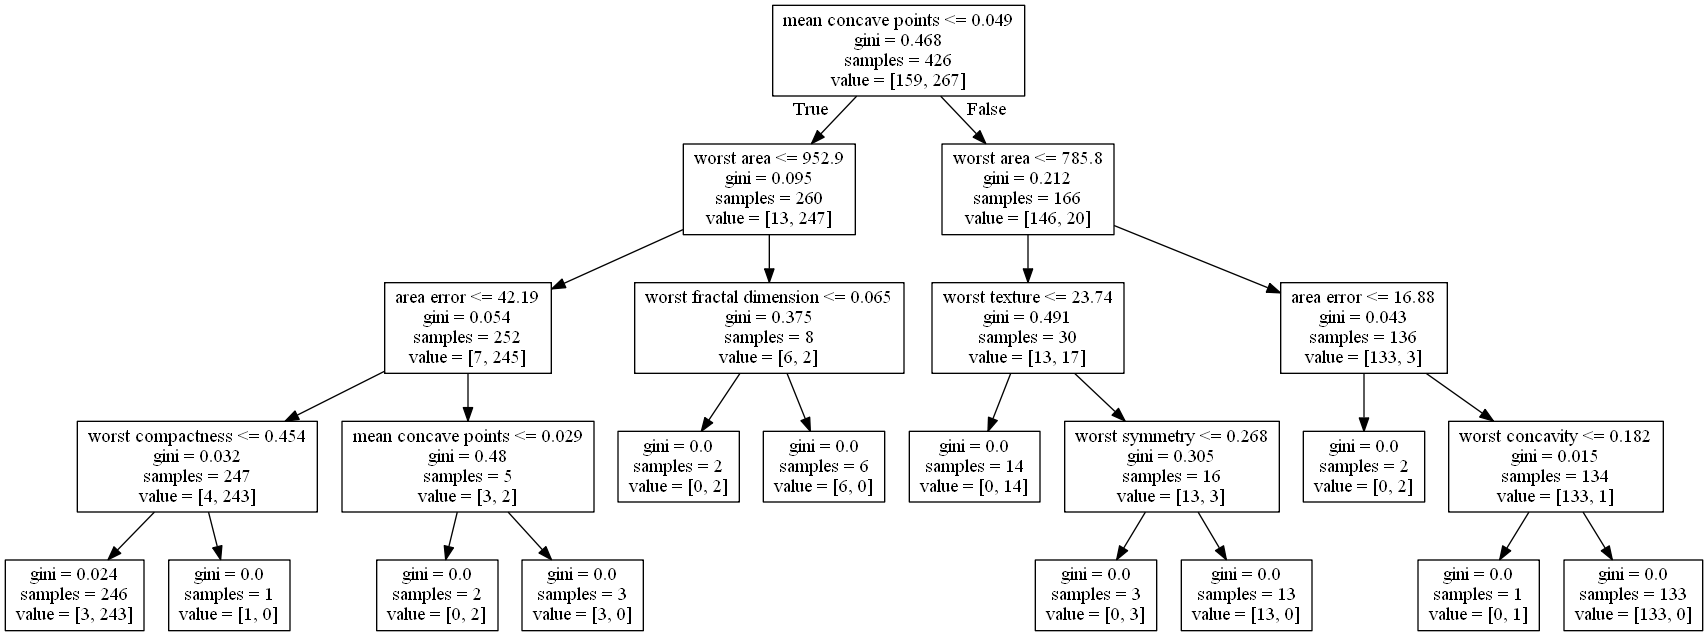 mean concave points <= 0.049
gini = 0.468
samples = 426
value = [159, 267]
True
False
worst area <= 952.9
gini = 0.095
samples = 260
value = [13, 247]
worst area <= 785.8
gini = 0.212
samples = 166
value = [146, 20]
area error <= 42.19
gini = 0.054
samples = 252
value = [7, 245]
worst fractal dimension <= 0.065
gini = 0.375
samples = 8
value = [6, 2]
worst texture <= 23.74
gini = 0.491
samples = 30
value = [13, 17]
area error <= 16.88
gini = 0.043
samples = 136
value = [133, 3]
worst compactness <= 0.454
gini = 0.032
samples = 247
value = [4, 243]
mean concave points <= 0.029
gini = 0.48
samples = 5
value = [3, 2]
gini = 0.0
samples = 2
value = [0, 2]
gini = 0.0
samples = 6
value = [6, 0]
gini = 0.0
samples = 14
value = [0, 14]
worst symmetry <= 0.268
gini = 0.305
samples = 16
value = [13, 3]
gini = 0.0
samples = 2
value = [0, 2]
worst concavity <= 0.182
gini = 0.015
samples = 134
value = [133, 1]
gini = 0.024
samples = 246
value = [3, 243]
gini = 0.0
samples = 1
value = [1, 0]
gini = 0.0
samples = 2
value = [0, 2]
gini = 0.0
samples = 3
value = [3, 0]
gini = 0.0
samples = 3
value = [0, 3]
gini = 0.0
samples = 13
value = [13, 0]
gini = 0.0
samples = 1
value = [0, 1]
gini = 0.0
samples = 133
value = [133, 0]